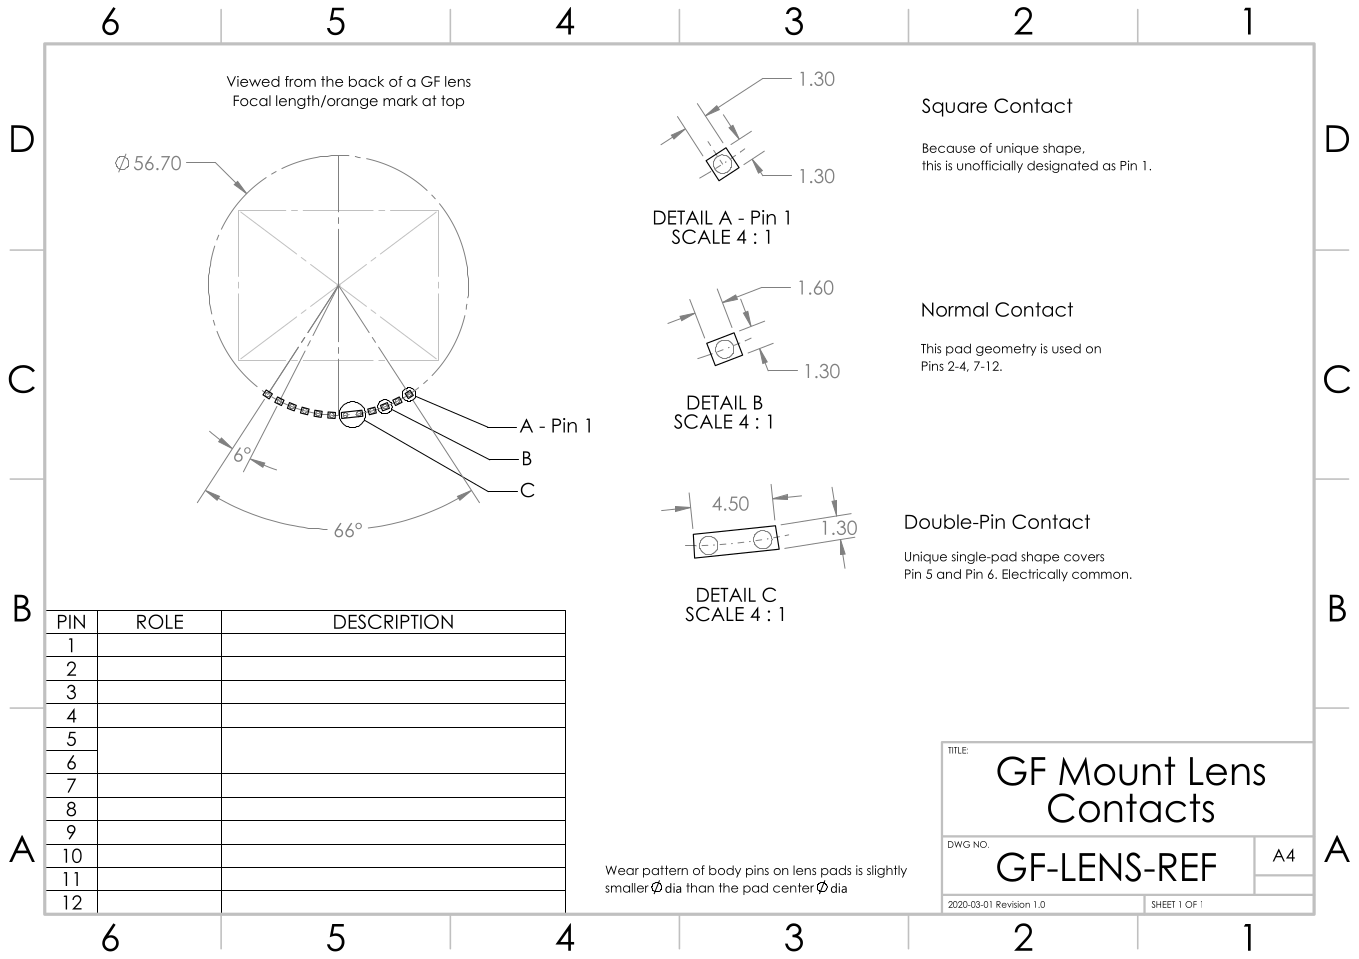 6 5 4 3 2 1
D
D
C
C
B
B
A
A
Viewed from the back of a GF lens
Focal length/orange mark at top
Ø 56.70
6°
66°
A - Pin 1
B
C
1.30
1.30
DETAIL A - Pin 1
SCALE 4 : 1
Square Contact
Because of unique shape,
this is unofficially designated as Pin 1.
1.60
1.30
DETAIL B
SCALE 4 : 1
Normal Contact
This pad geometry is used on
Pins 2-4, 7-12.
4.50
1.30
DETAIL C
SCALE 4 : 1
Double-Pin Contact
Unique single-pad shape covers
Pin 5 and Pin 6. Electrically common.
PIN ROLE DESCRIPTION
1
2
3
4
5
6
7
8
9
10
11
12
Wear pattern of body pins on lens pads is slightly
smaller Ø dia than the pad center Ø dia
TITLE:
GF Mount Lens
Contacts
DWG NO.
GF-LENS-REF
A4
2020-03-01 Revision 1.0
SHEET 1 OF 1
6 5 4 3 2 1